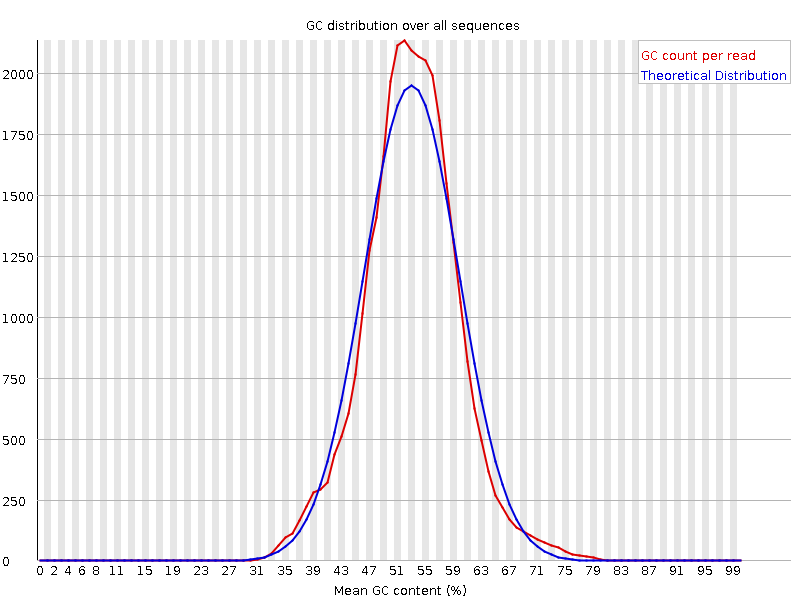 GC distribution over all sequences
GC count per read
Theoretical Distribution
2000
1750
1500
1250
1000
750
500
250
0
0 2 4 6 8 11 15 19 23 27 31 35 39 43 47 51 55 59 63 67 71 75 79 83 87 91 95 99
Mean GC content (%)